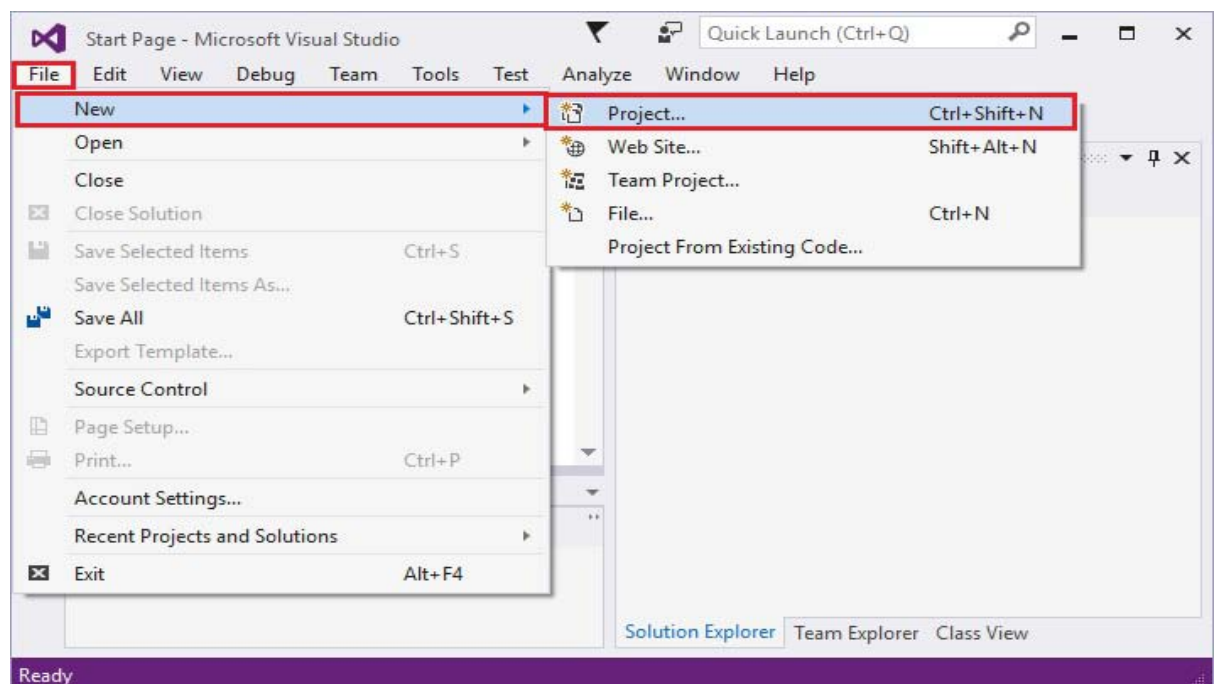 Start Page - Microsoft Visual Studio
Quick Launch (Ctrl+Q)
File Edit View Debug Team Tools Test Analyze Window Help
New
Open
Close
Close Solution
Save Selected Items Ctrl+S
Save Selected Items As...
Save All Ctrl+Shift+S
Export Template...
Source Control
Page Setup...
Print... Ctrl+P
Account Settings...
Recent Projects and Solutions
Exit Alt+F4
Project... Ctrl+Shift+N
Web Site... Shift+Alt+N
Team Project...
File... Ctrl+N
Project From Existing Code...
Solution Explorer Team Explorer Class View
Ready